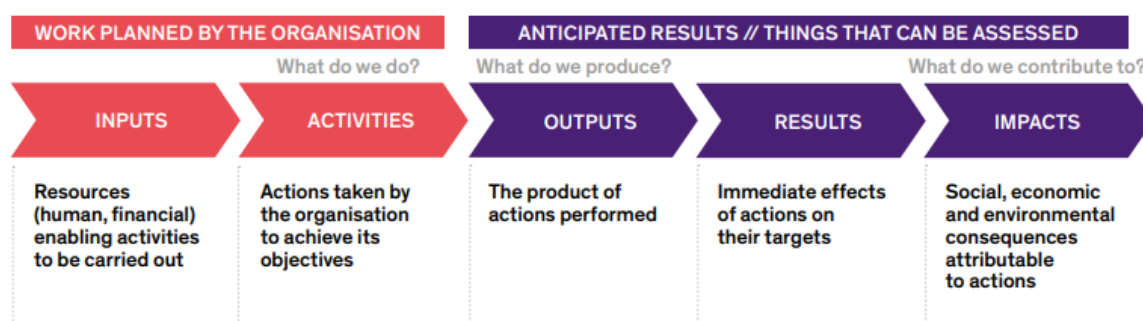 WORK PLANNED BY THE ORGANISATION
ANTICIPATED RESULTS // THINGS THAT CAN BE ASSESSED
What do we do?
What do we produce?
What do we contribute to?
INPUTS
ACTIVITIES
OUTPUTS
RESULTS
IMPACTS
Resources
(human, financial)
enabling activities
to be carried out
Actions taken by
the organisation
to achieve its
objectives
The product of
actions performed
Immediate effects
of actions on
their targets
Social, economic
and environmental
consequences
attributable
to actions